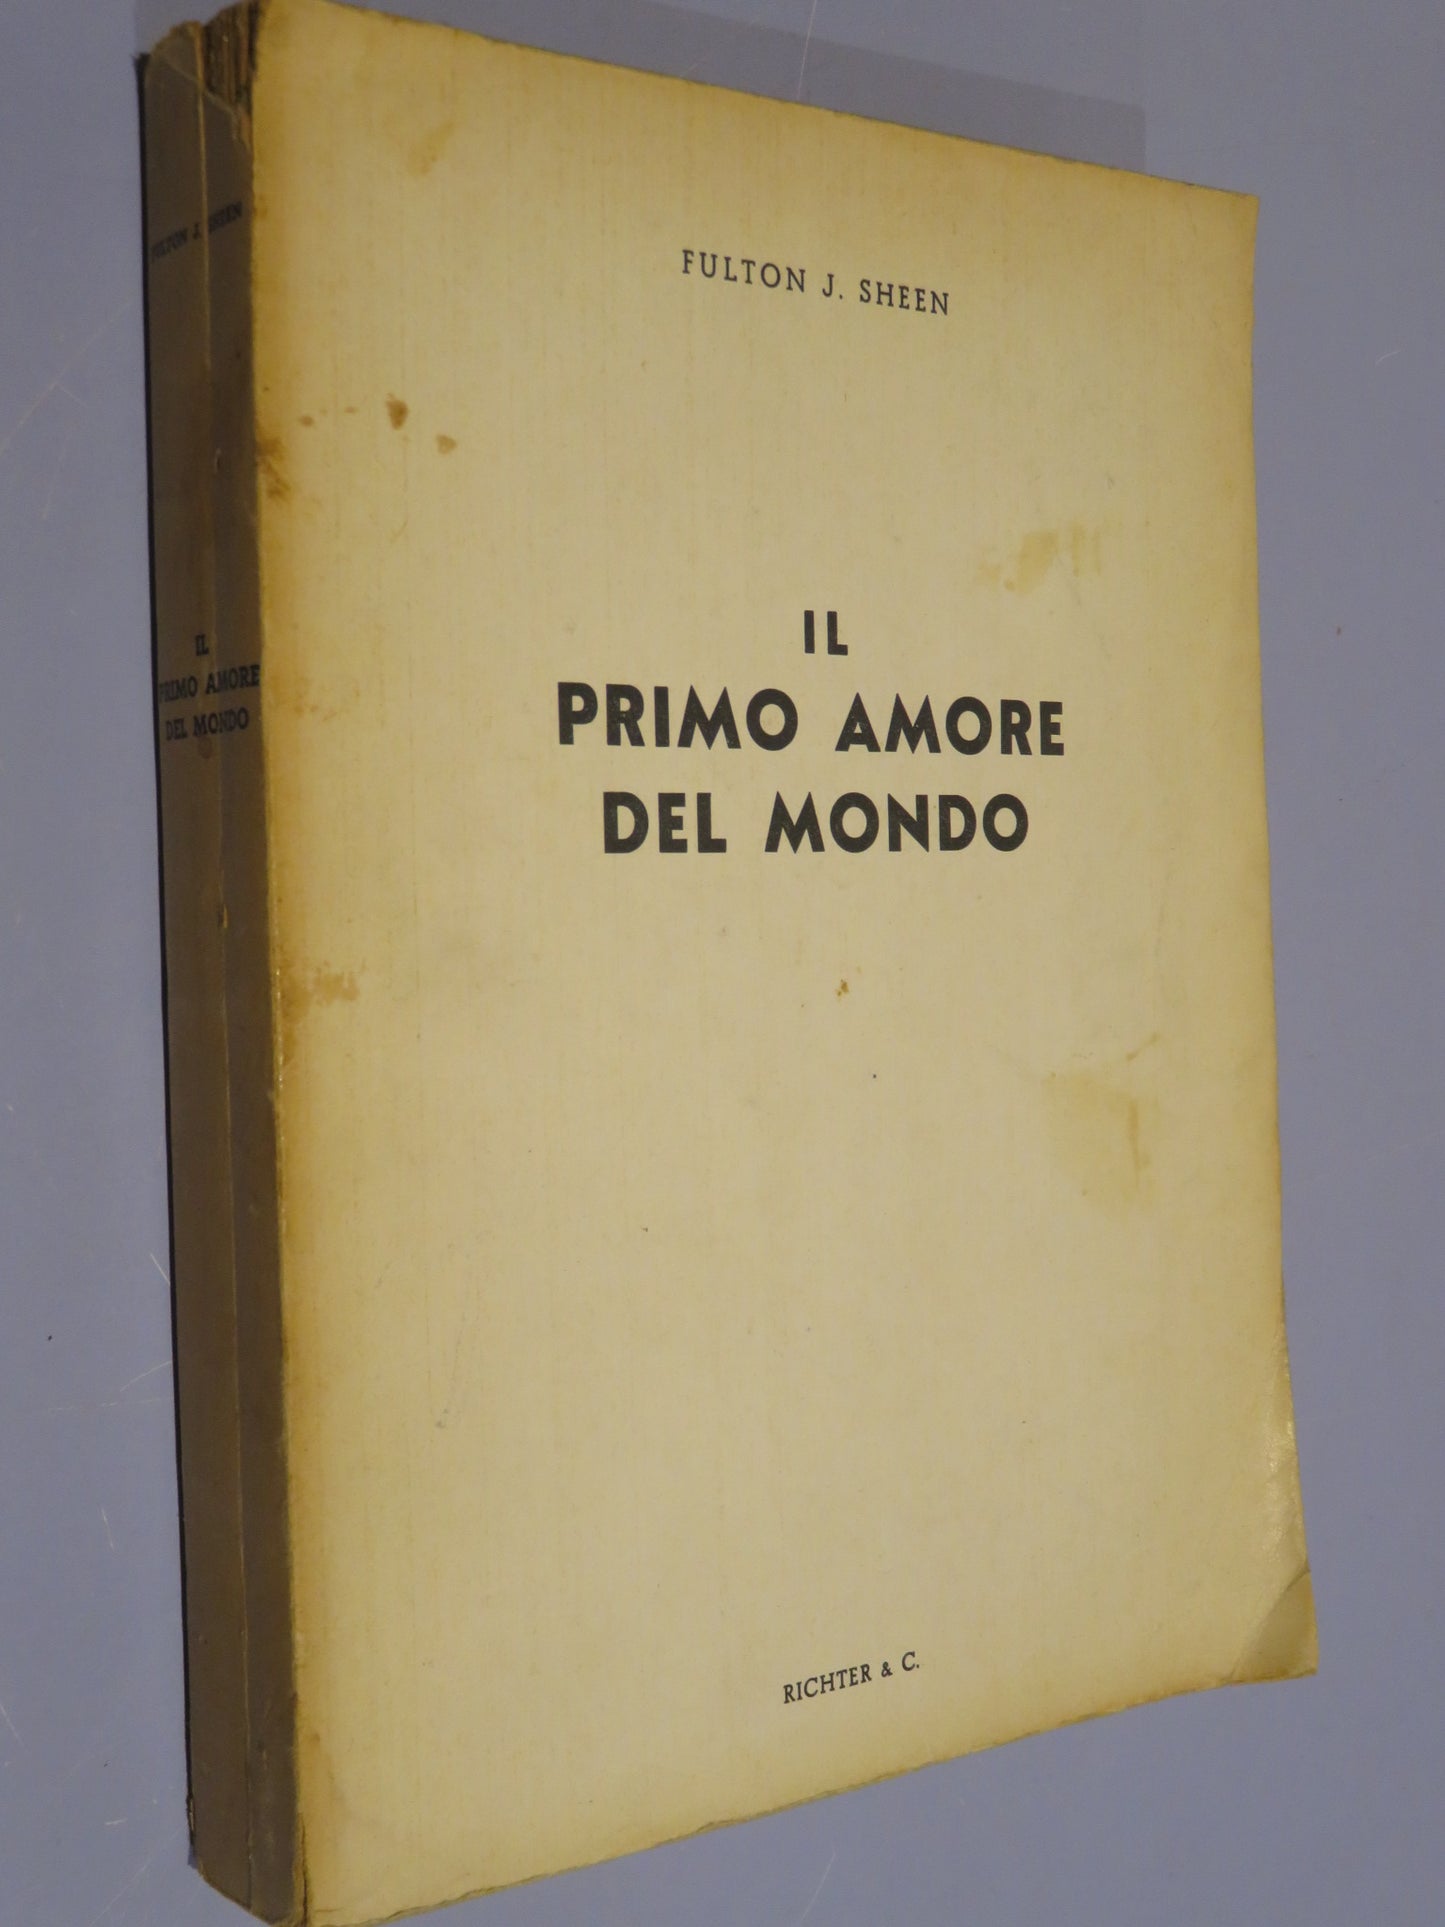 FULTON J. SHEEN
IL
PRIMO AMORE
DEL MONDO
FULTON J. SHEEN
IL
PRIMO AMORE
DEL MONDO
RICHTER & C.